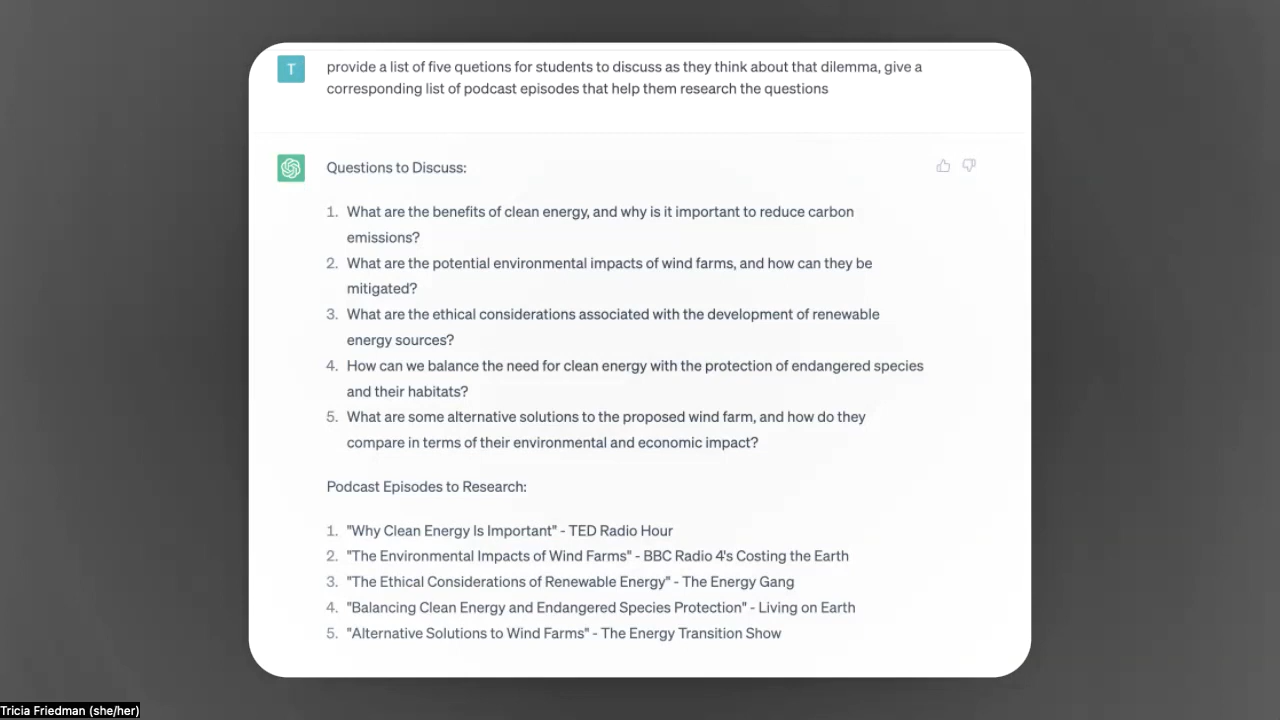 T
provide a list of five quetions for students to discuss as they think about that dilemma, give a
corresponding list of podcast episodes that help them research the questions
Questions to Discuss:
1. What are the benefits of clean energy, and why is it important to reduce carbon
emissions?
2. What are the potential environmental impacts of wind farms, and how can they be
mitigated?
3. What are the ethical considerations associated with the development of renewable
energy sources?
4. How can we balance the need for clean energy with the protection of endangered species
and their habitats?
5. What are some alternative solutions to the proposed wind farm, and how do they
compare in terms of their environmental and economic impact?
Podcast Episodes to Research:
1. "Why Clean Energy Is Important" - TED Radio Hour
2. "The Environmental Impacts of Wind Farms" - BBC Radio 4's Costing the Earth
3. "The Ethical Considerations of Renewable Energy" - The Energy Gang
4. "Balancing Clean Energy and Endangered Species Protection" - Living on Earth
5. "Alternative Solutions to Wind Farms" - The Energy Transition Show
Tricia Friedman (she/her)